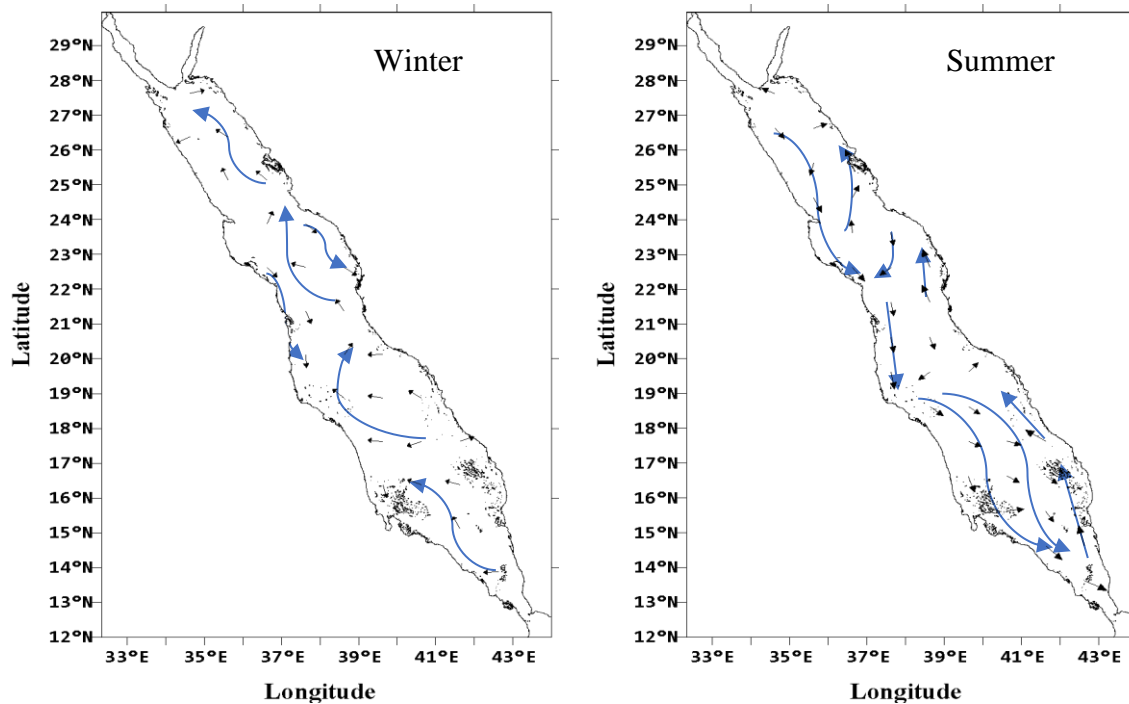 Winter
29°N
28°N
27°N
26°N
25°N
24°N
23°N
22°N
21°N
20°N
19°N
18°N
17°N
16°N
15°N
14°N
13°N
12°N
Latitude
33°E
35°E
37°E
39°E
41°E
43°E
Longitude
Summer
29°N
28°N
27°N
26°N
25°N
24°N
23°N
22°N
21°N
20°N
19°N
18°N
17°N
16°N
15°N
14°N
13°N
12°N
Latitude
33°E
35°E
37°E
39°E
41°E
43°E
Longitude